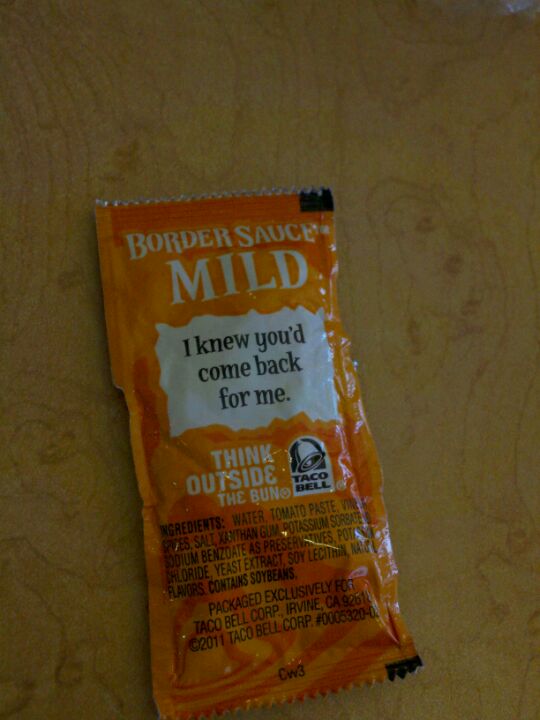 BORDER SAUCE™
MILD
I knew you'd
come back
for me.
THINK
OUTSIDE
THE BUN®
TACO
BELL®
INGREDIENTS: WATER, TOMATO PASTE,
SPICES, SALT, XANTHAN GUM, POTASSIUM SORBATE
SODIUM BENZOATE AS PRESERVATIVES,
CHLORIDE, YEAST EXTRACT, SOY LECITHIN,
FLAVORS. CONTAINS SOYBEANS.
PACKAGED EXCLUSIVELY FOR
TACO BELL CORP., IRVINE, CA
©2011 TACO BELL CORP.
CW3